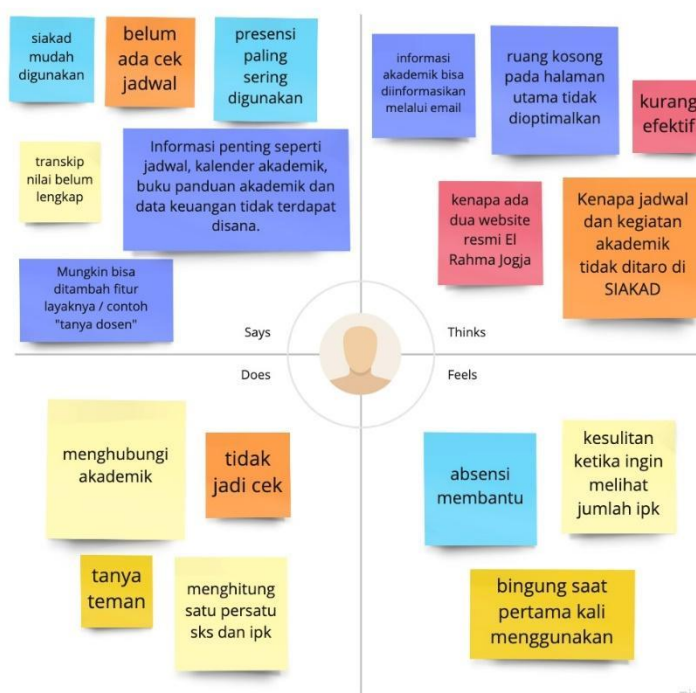 siakad
mudah
digunakan
belum
ada cek
jadwal
presensi
paling
sering
digunakan
transkip
nilai belum
lengkap
Informasi penting seperti
jadwal, kalender akademik,
buku panduan akademik dan
data keuangan tidak terdapat
disana.
Mungkin bisa
ditambah fitur
layaknya / contoh
"tanya dosen"
Says
informasi
akademik bisa
diinformasikan
melalui email
ruang kosong
pada halaman
utama tidak
dioptimalkan
kurang
efektif
kenapa ada
dua website
resmi El
Rahma Jogja
Kenapa jadwal
dan kegiatan
akademik
tidak ditaro di
SIAKAD
Thinks
Does
menghubungi
akademik
tidak
jadi cek
tanya
teman
menghitung
satu persatu
sks dan ipk
Feels
absensi
membantu
kesulitan
ketika ingin
melihat
jumlah ipk
bingung saat
pertama kali
menggunakan